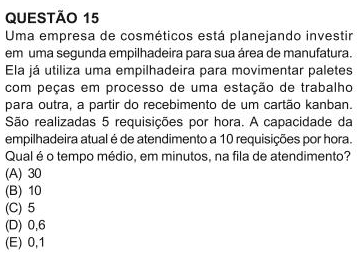 QUESTÃO 15
Uma empresa de cosméticos está planejando investir
em uma segunda empilhadeira para sua área de manufatura.
Ela já utiliza uma empilhadeira para movimentar paletes
com peças em processo de uma estação de trabalho
para outra, a partir do recebimento de um cartão kanban.
São realizadas 5 requisições por hora. A capacidade da
empilhadeira atual é de atendimento a 10 requisições por hora.
Qual é o tempo médio, em minutos, na fila de atendimento?
(A) 30
(B) 10
(C) 5
(D) 0,6
(E) 0,1